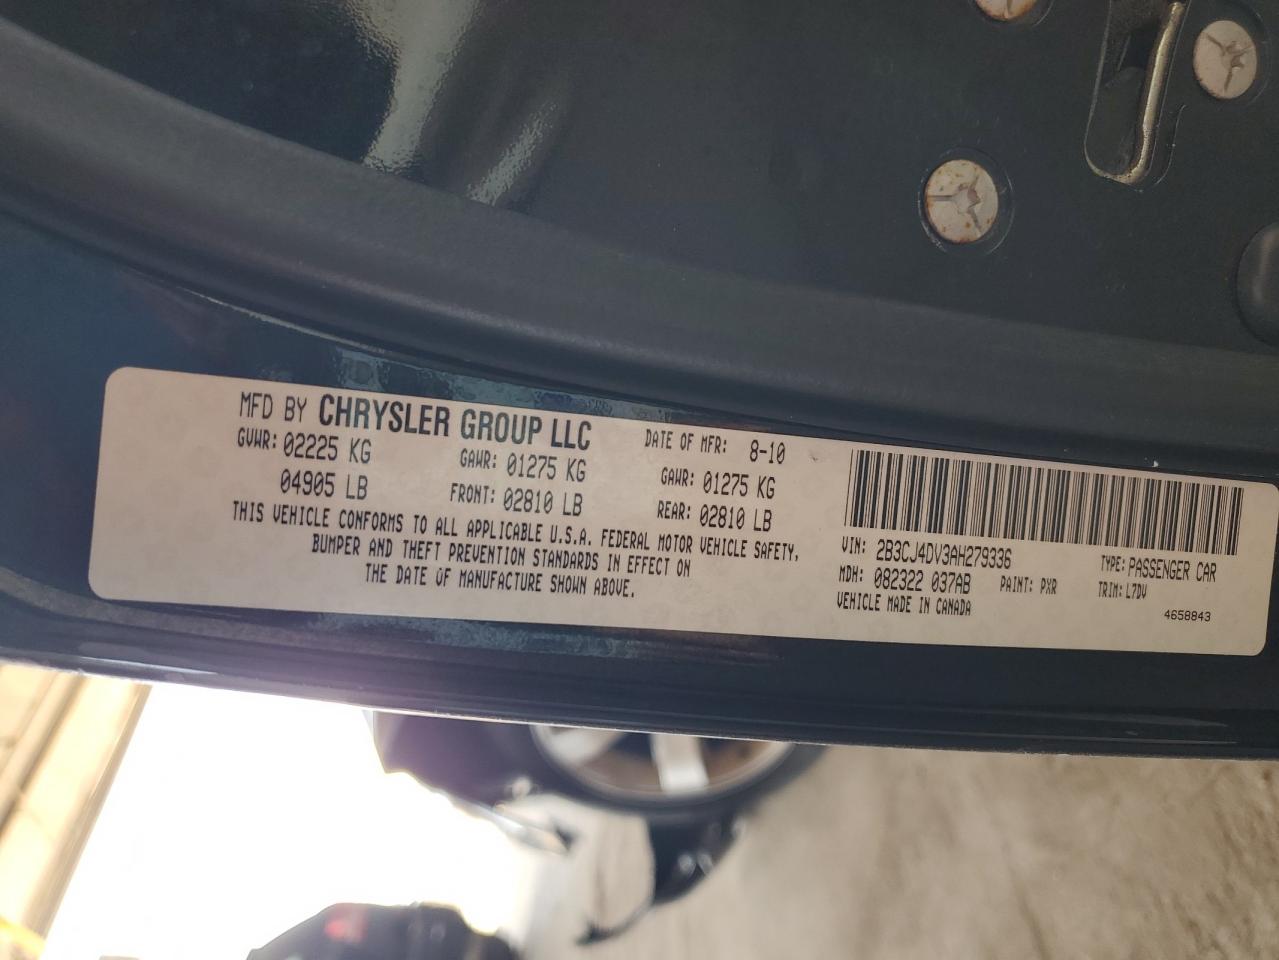 MFD BY CHRYSLER GROUP LLC
DATE OF MFR: 8-10
GVWR: 02225 KG
04905 LB
GAWR: 01275 KG
FRONT: 02810 LB
GAWR: 01275 KG
REAR: 02810 LB
THIS VEHICLE CONFORMS TO ALL APPLICABLE U.S.A. FEDERAL MOTOR VEHICLE SAFETY,
BUMPER AND THEFT PREVENTION STANDARDS IN EFFECT ON
THE DATE OF MANUFACTURE SHOWN ABOVE.
VIN: 2B3CJ4DV3AH279336
TYPE: PASSENGER CAR
MDH: 082322 037AB
PAINT: PXR
TRIM: L7DV
VEHICLE MADE IN CANADA
4658843